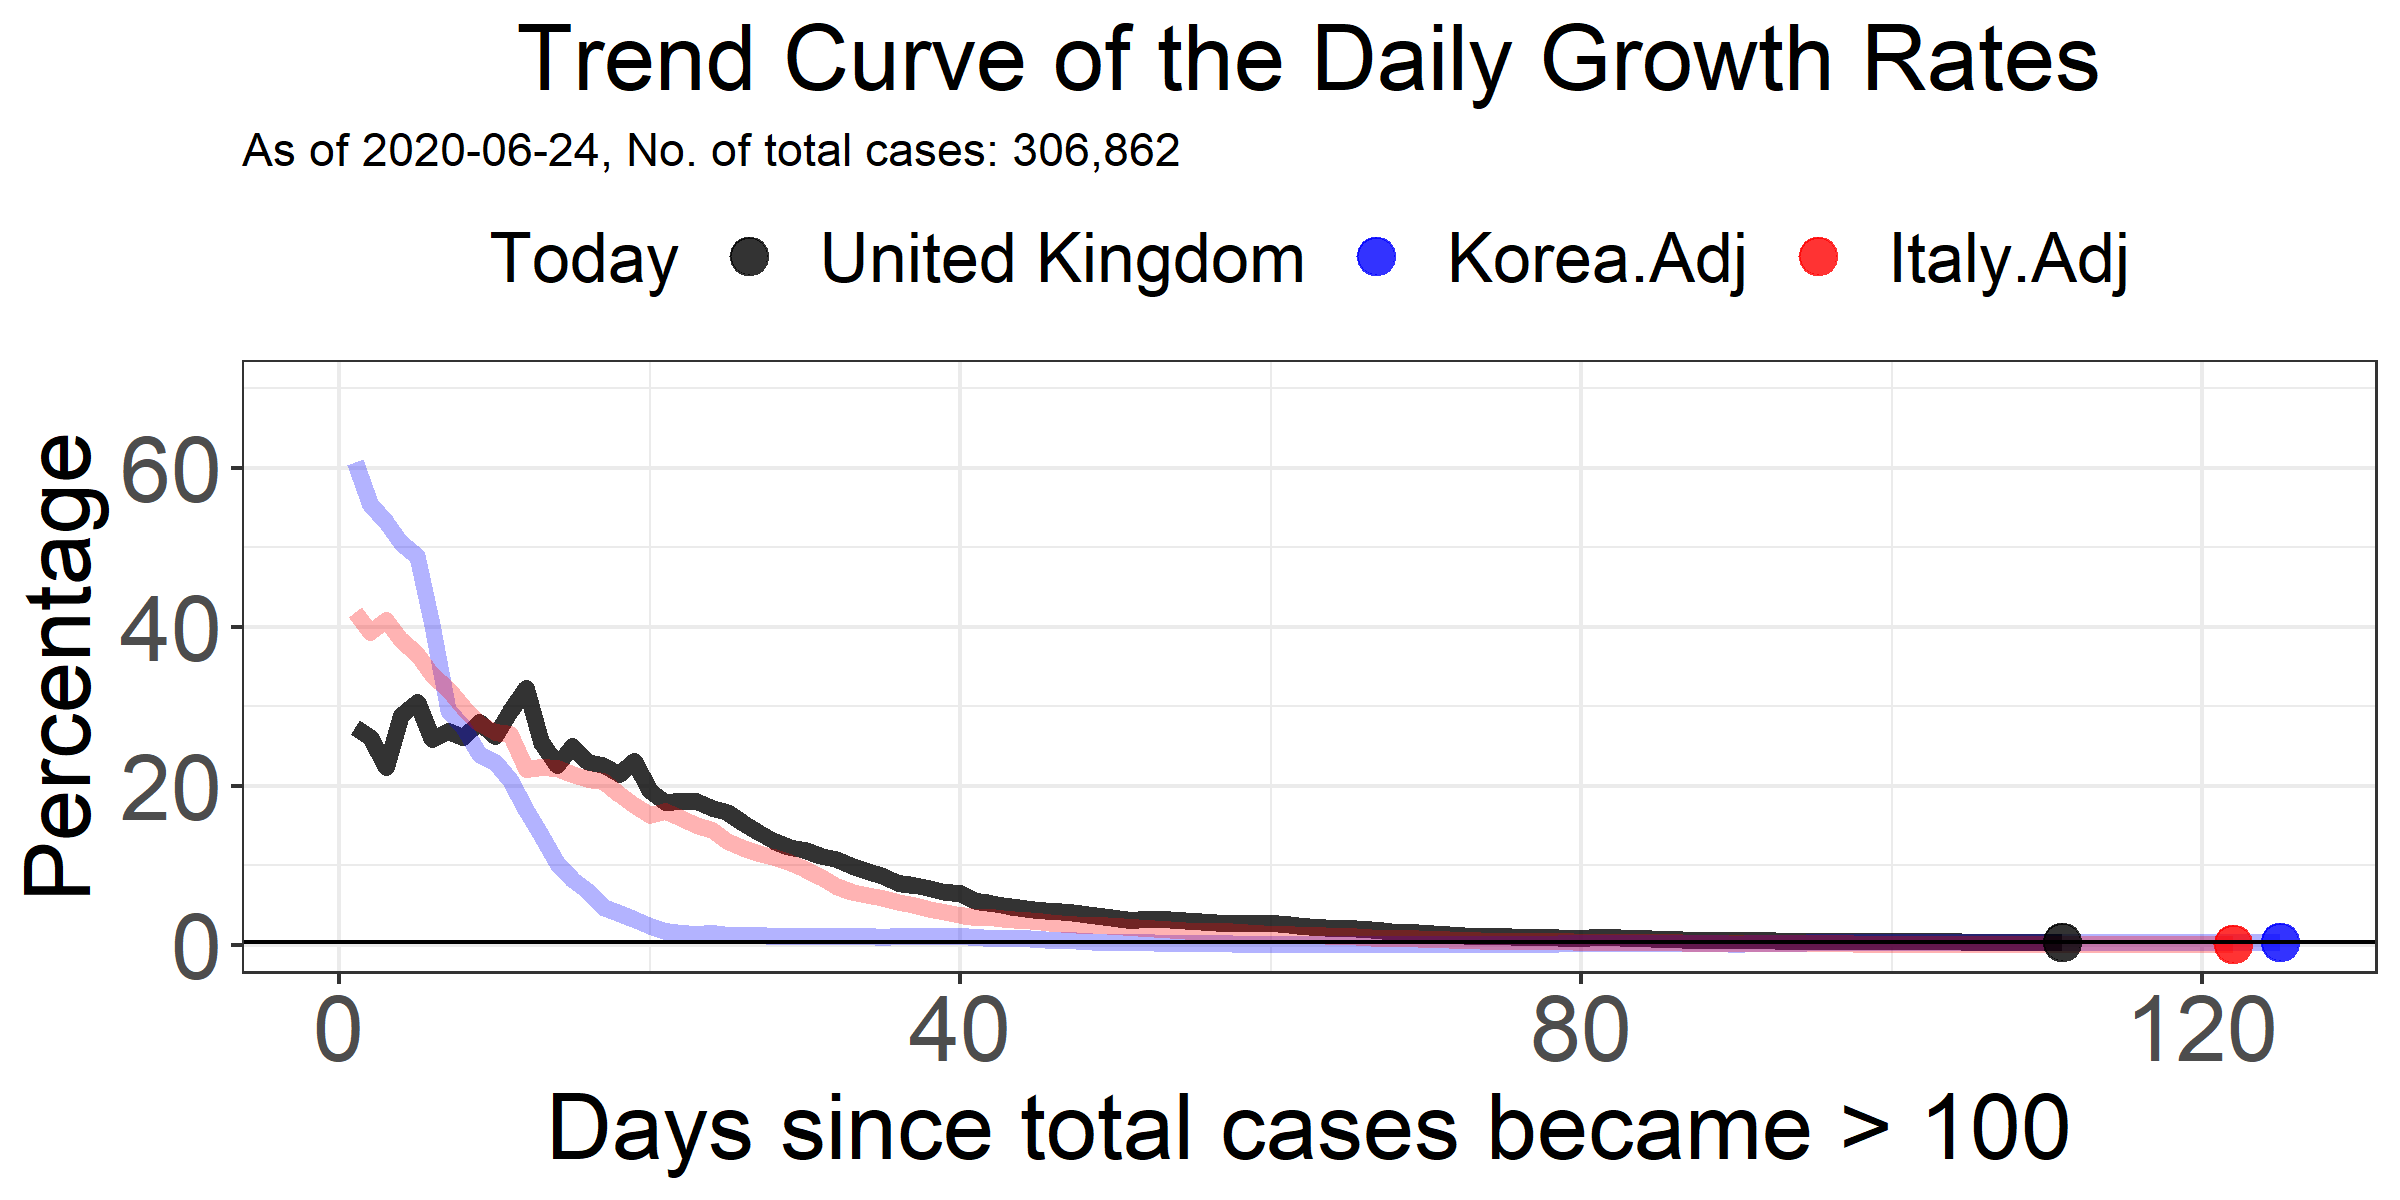 Trend Curve of the Daily Growth Rates
As of 2020-06-24, No. of total cases: 306,862
Today United Kingdom Korea.Adj Italy.Adj
Percentage
60
40
20
0
0 40 80 120
Days since total cases became > 100